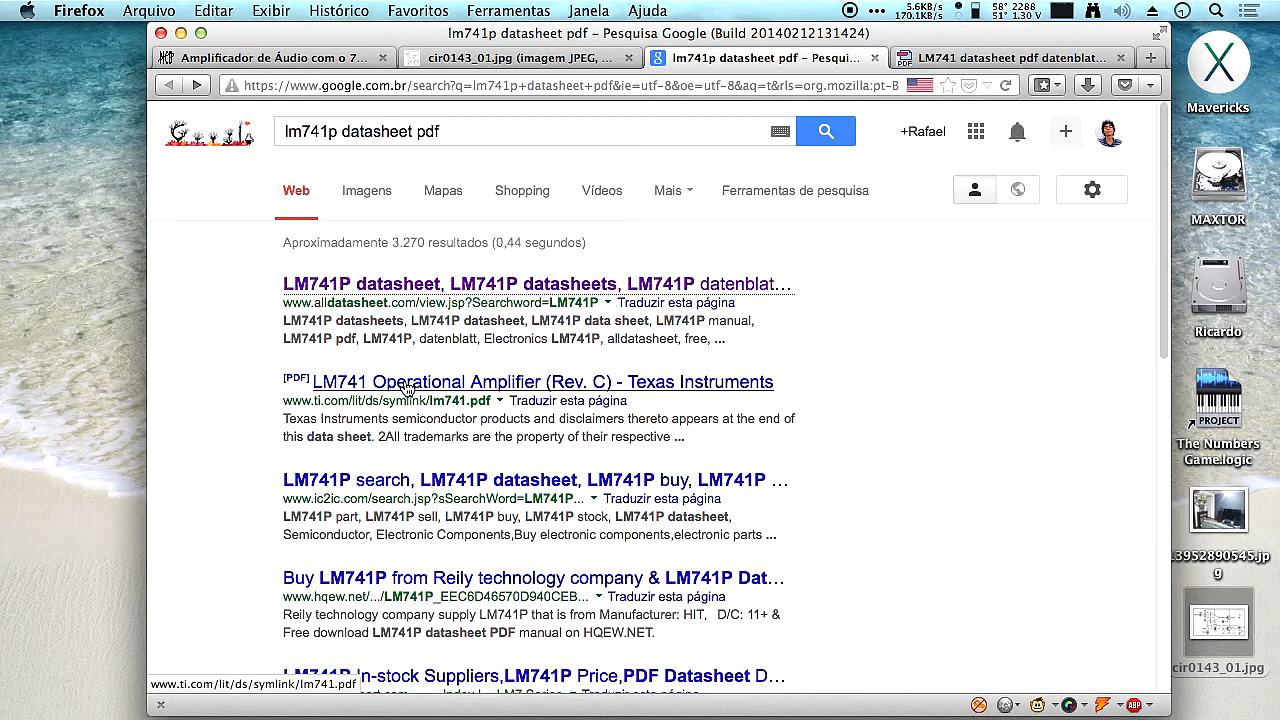 Firefox Arquivo Editar Exibir Histórico Favoritos Ferramentas Janela Ajuda
5.6KB/s 170.1KB/s 58° 2288 51° 1.30 V
lm741p datasheet pdf - Pesquisa Google (Build 20140212131424)
Amplificador de Áudio com o 7...
cir0143_01.jpg (imagem JPEG, ...
lm741p datasheet pdf – Pesqui...
LM741 datasheet pdf datenblat...
https://www.google.com.br/search?q=lm741p+datasheet+pdf&ie=utf-8&oe=utf-8&aq=t&rls=org.mozilla:pt-B
lm741p datasheet pdf
+Rafael
Web Imagens Mapas Shopping Vídeos Mais Ferramentas de pesquisa
Aproximadamente 3.270 resultados (0,44 segundos)
LM741P datasheet, LM741P datasheets, LM741P datenblat...
www.alldatasheet.com/view.jsp?Searchword=LM741P Traduzir esta página
LM741P datasheets, LM741P datasheet, LM741P data sheet, LM741P manual,
LM741P pdf, LM741P, datenblatt, Electronics LM741P, alldatasheet, free, ...
[PDF] LM741 Operational Amplifier (Rev. C) - Texas Instruments
www.ti.com/lit/ds/symlink/lm741.pdf Traduzir esta página
Texas Instruments semiconductor products and disclaimers thereto appears at the end of
this data sheet. 2All trademarks are the property of their respective ...
LM741P search, LM741P datasheet, LM741P buy, LM741P ...
www.ic2ic.com/search.jsp?sSearchWord=LM741P... Traduzir esta página
LM741P part, LM741P sell, LM741P buy, LM741P stock, LM741P datasheet,
Semiconductor, Electronic Components,Buy electronic components,electronic parts ...
Buy LM741P from Reily technology company & LM741P Dat...
www.hqew.net/.../LM741P_EEC6D46570D940CEB... Traduzir esta página
Reily technology company supply LM741P that is from Manufacturer: HIT, D/C: 11+ &
Free download LM741P datasheet PDF Manual on HQEW.NET.
LM741P In-stock Suppliers,LM741P Price,PDF Datasheet D...
www.ti.com/lit/ds/symlink/lm741.pdf
Mavericks
MAXTOR
Ricardo
PROJECT
The Numbers
Game.logic
13952890545.jp
g
cir0143_01.jpg
ABP